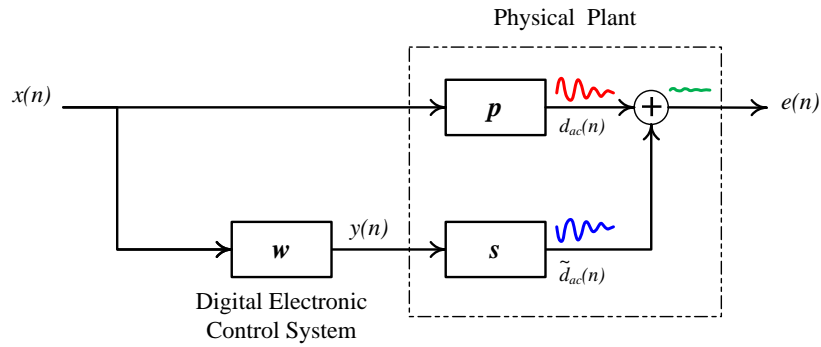 Physical Plant
x(n)
p
+
e(n)
d_ac(n)
y(n)
w
s
d̃_ac(n)
Digital Electronic
Control System